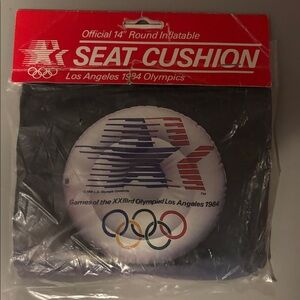 Official 14" Round Inflatable
SEAT CUSHION
Los Angeles 1984 Olympics
Games of the XXIIIrd Olympiad Los Angeles 1984